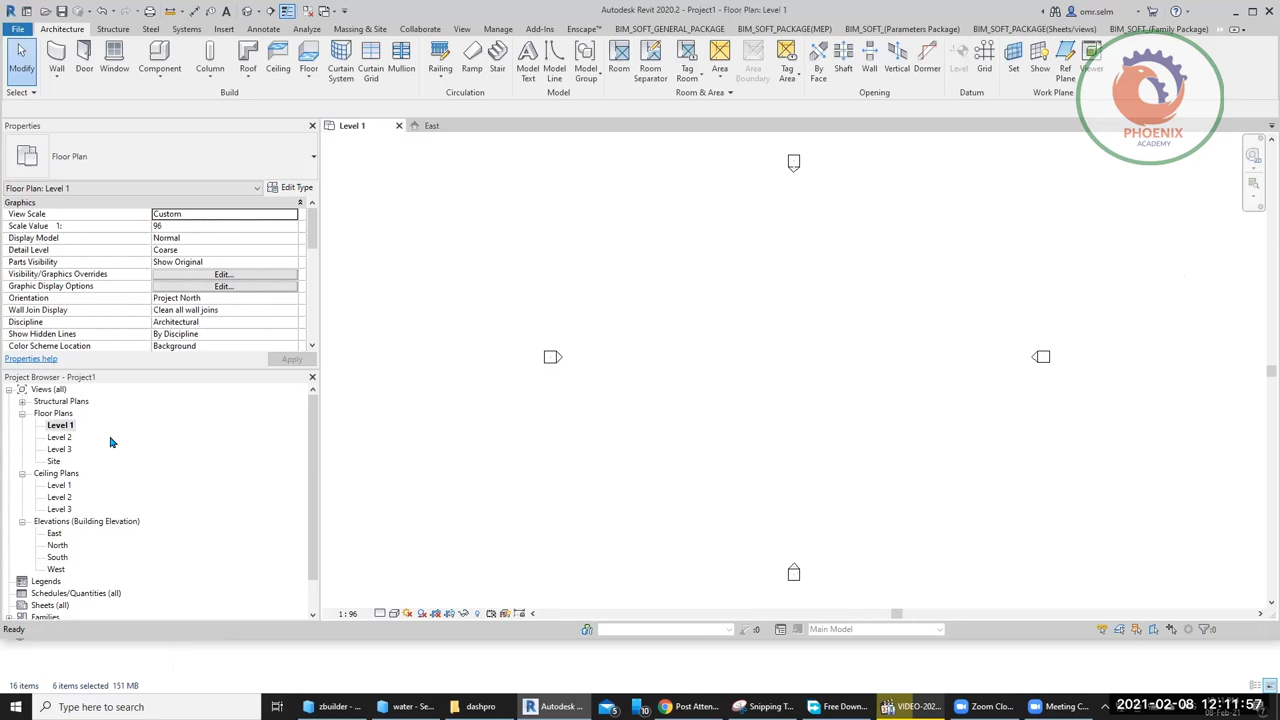 Autodesk Revit 2020.2 - Project1 - Floor Plan: Level 1
omr.selm
File Architecture Structure Steel Systems Insert Annotate Analyze Massing & Site Collaborate View Manage Add-Ins Enscape™ BIM_SOFT_GENERAL_PACKAGE BIM_SOFT_PACKAGE(MEP) BIM_SOFT_(Parameters Package) BIM_SOFT_PACKAGE(Sheets/views) BIM_SOFT_(Family Package)
Modify Wall Door Window Component Column Roof Ceiling Floor Curtain System Curtain Grid Mullion Railing Ramp Stair Model Text Model Line Model Group Room Room Separator Tag Room Area Area Boundary Tag Area By Face Shaft Wall Vertical Dormer Level Grid Set Show Ref Plane Viewer
Select Build Circulation Model Room & Area Opening Datum Work Plane
PHOENIX
ACADEMY
Properties
Level 1 East
Floor Plan
Floor Plan: Level 1 Edit Type
Graphics
View Scale Custom
Scale Value 1: 96
Display Model Normal
Detail Level Coarse
Parts Visibility Show Original
Visibility/Graphics Overrides Edit...
Graphic Display Options Edit...
Orientation Project North
Wall Join Display Clean all wall joins
Discipline Architectural
Show Hidden Lines By Discipline
Color Scheme Location Background
Properties help Apply
Project Browser - Project1
Views (all)
Structural Plans
Floor Plans
Level 1
Level 2
Level 3
Site
Ceiling Plans
Level 1
Level 2
Level 3
Elevations (Building Elevation)
East
North
South
West
Legends
Schedules/Quantities (all)
Sheets (all)
Families
1 : 96
Ready :0 Main Model :0
16 items 6 items selected 151 MB
Type here to search zbuilder - water - Se... dashpro Autodesk ... 5 10 Post Atten... Snipping T... Free Down... VIDEO-202... Zoom Clo... Meeting C...
2021-02-08 12:11:57